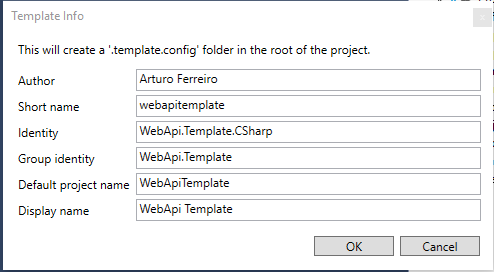 Template Info
This will create a '.template.config' folder in the root of the project.
Author Arturo Ferreiro
Short name webapitemplate
Identity WebApi.Template.CSharp
Group identity WebApi.Template
Default project name WebApiTemplate
Display name WebApi Template
OK Cancel